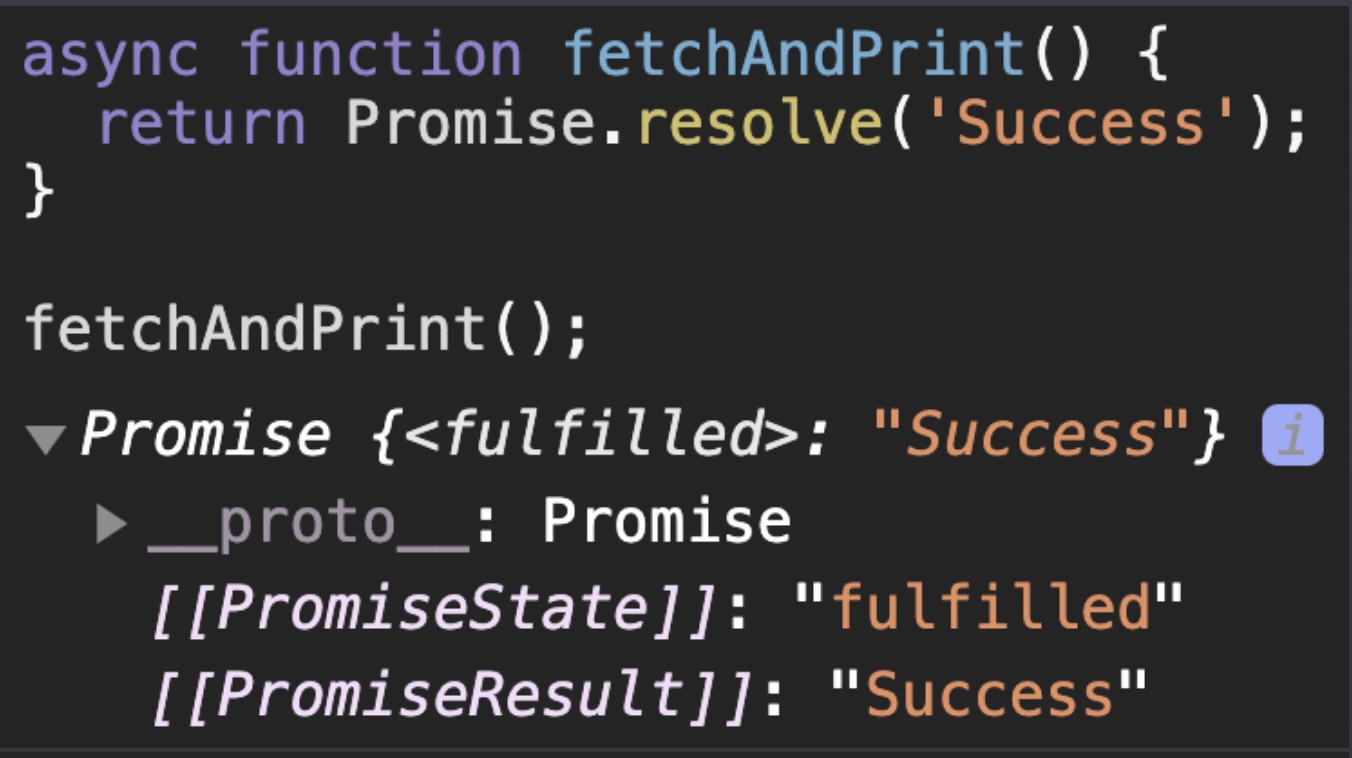 async function fetchAndPrint() {
  return Promise.resolve('Success');
}
fetchAndPrint();
Promise {<fulfilled>: "Success"} i
__proto__: Promise
[[PromiseState]]: "fulfilled"
[[PromiseResult]]: "Success"